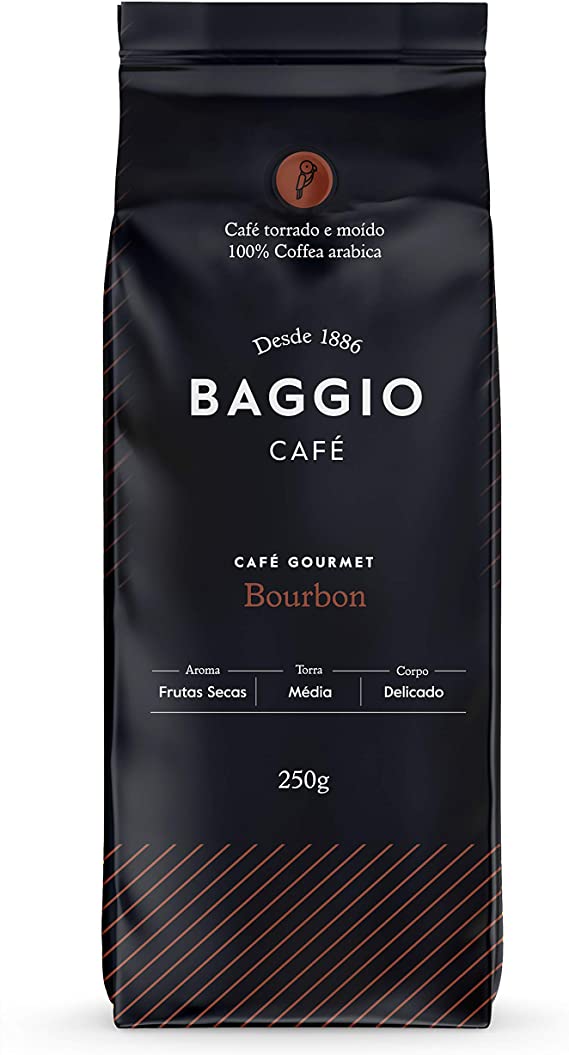 Café torrado e moído
100% Coffea arabica
Desde 1886
BAGGIO
CAFÉ
CAFÉ GOURMET
Bourbon
Aroma Torra Corpo
Frutas Secas Média Delicado
250g